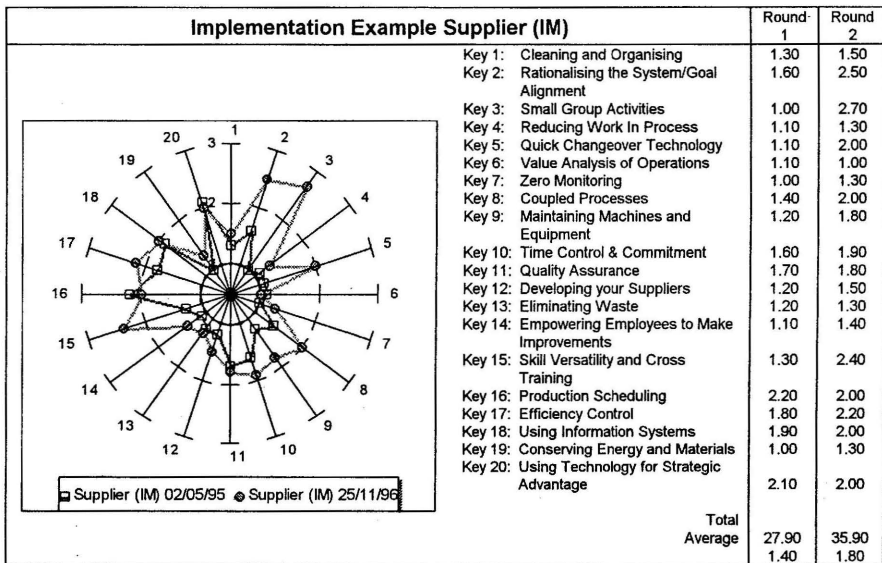 Implementation Example Supplier (IM) Round- Round
1 2
Key 1: Cleaning and Organising 1.30 1.50
Key 2: Rationalising the System/Goal 1.60 2.50
Alignment
Key 3: Small Group Activities 1.00 2.70
Key 4: Reducing Work In Process 1.10 1.30
Key 5: Quick Changeover Technology 1.10 2.00
Key 6: Value Analysis of Operations 1.10 1.00
Key 7: Zero Monitoring 1.00 1.30
Key 8: Coupled Processes 1.40 2.00
Key 9: Maintaining Machines and 1.20 1.80
Equipment
Key 10: Time Control & Commitment 1.60 1.90
Key 11: Quality Assurance 1.70 1.80
Key 12: Developing your Suppliers 1.20 1.50
Key 13: Eliminating Waste 1.20 1.30
Key 14: Empowering Employees to Make 1.10 1.40
Improvements
Key 15: Skill Versatility and Cross 1.30 2.40
Training
Key 16: Production Scheduling 2.20 2.00
Key 17: Efficiency Control 1.80 2.20
Key 18: Using Information Systems 1.90 2.00
Key 19: Conserving Energy and Materials 1.00 1.30
Key 20: Using Technology for Strategic
Advantage 2.10 2.00
Total
Average 27.90 35.90
1.40 1.80
1
20 2
3
19 3
18 2 4
17 5
16 6
15 7
14 8
13 9
12 10
11
Supplier (IM) 02/05/95 Supplier (IM) 25/11/96